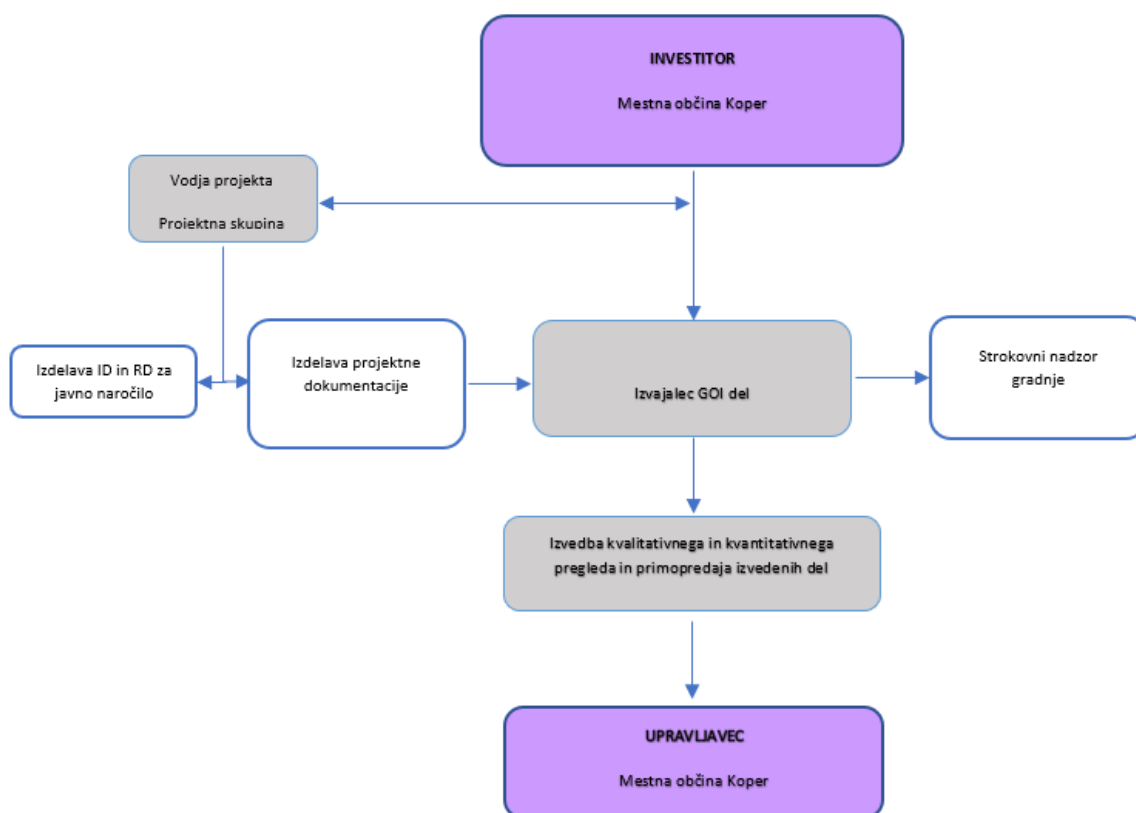 INVESTITOR
Mestna občina Koper
Vodja projekta
Projektna skupina
Izdelava ID in RD za
javno naročilo
Izdelava projektne
dokumentacije
Izvajalec GOI del
Strokovni nadzor
gradnje
Izvedba kvalitativnega in kvantitativnega
pregleda in primopredaja izvedenih del
UPRAVLJAVEC
Mestna občina Koper